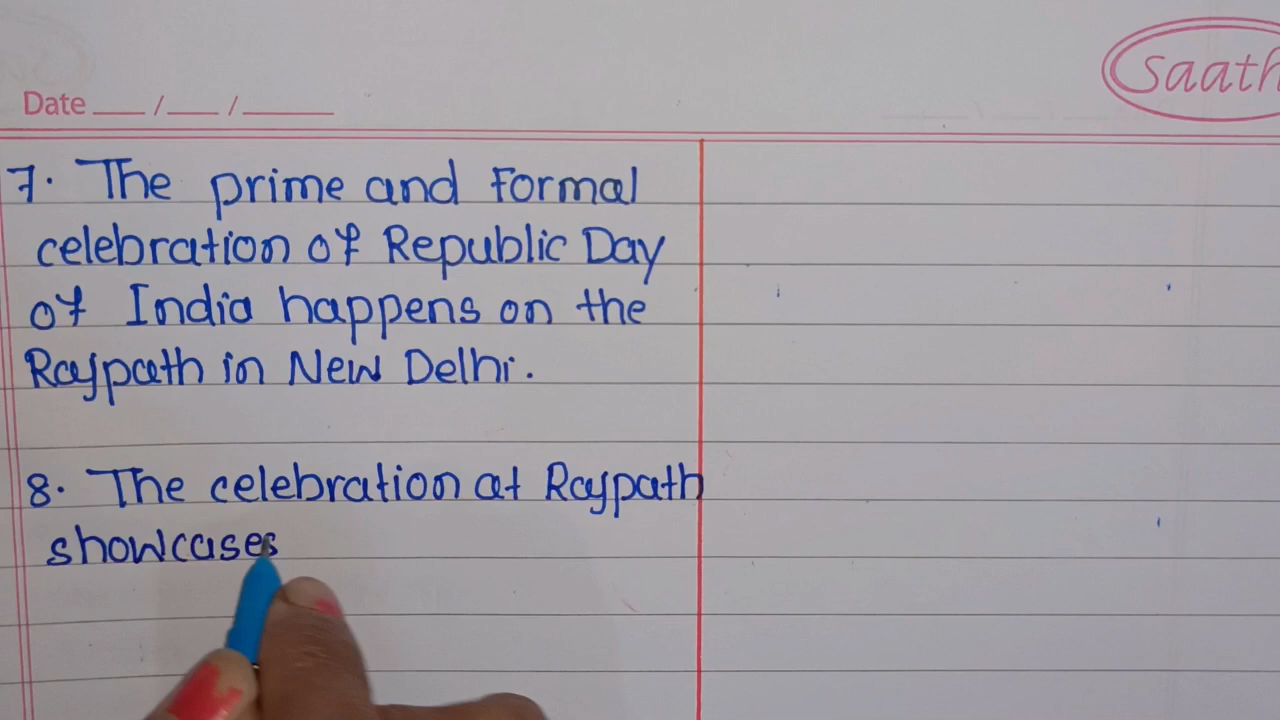 Saath
Date ___/___/_____
7. The prime and formal
celebration of Republic Day
of India happens on the
Rajpath in New Delhi.
8. The celebration at Rajpath
showcases